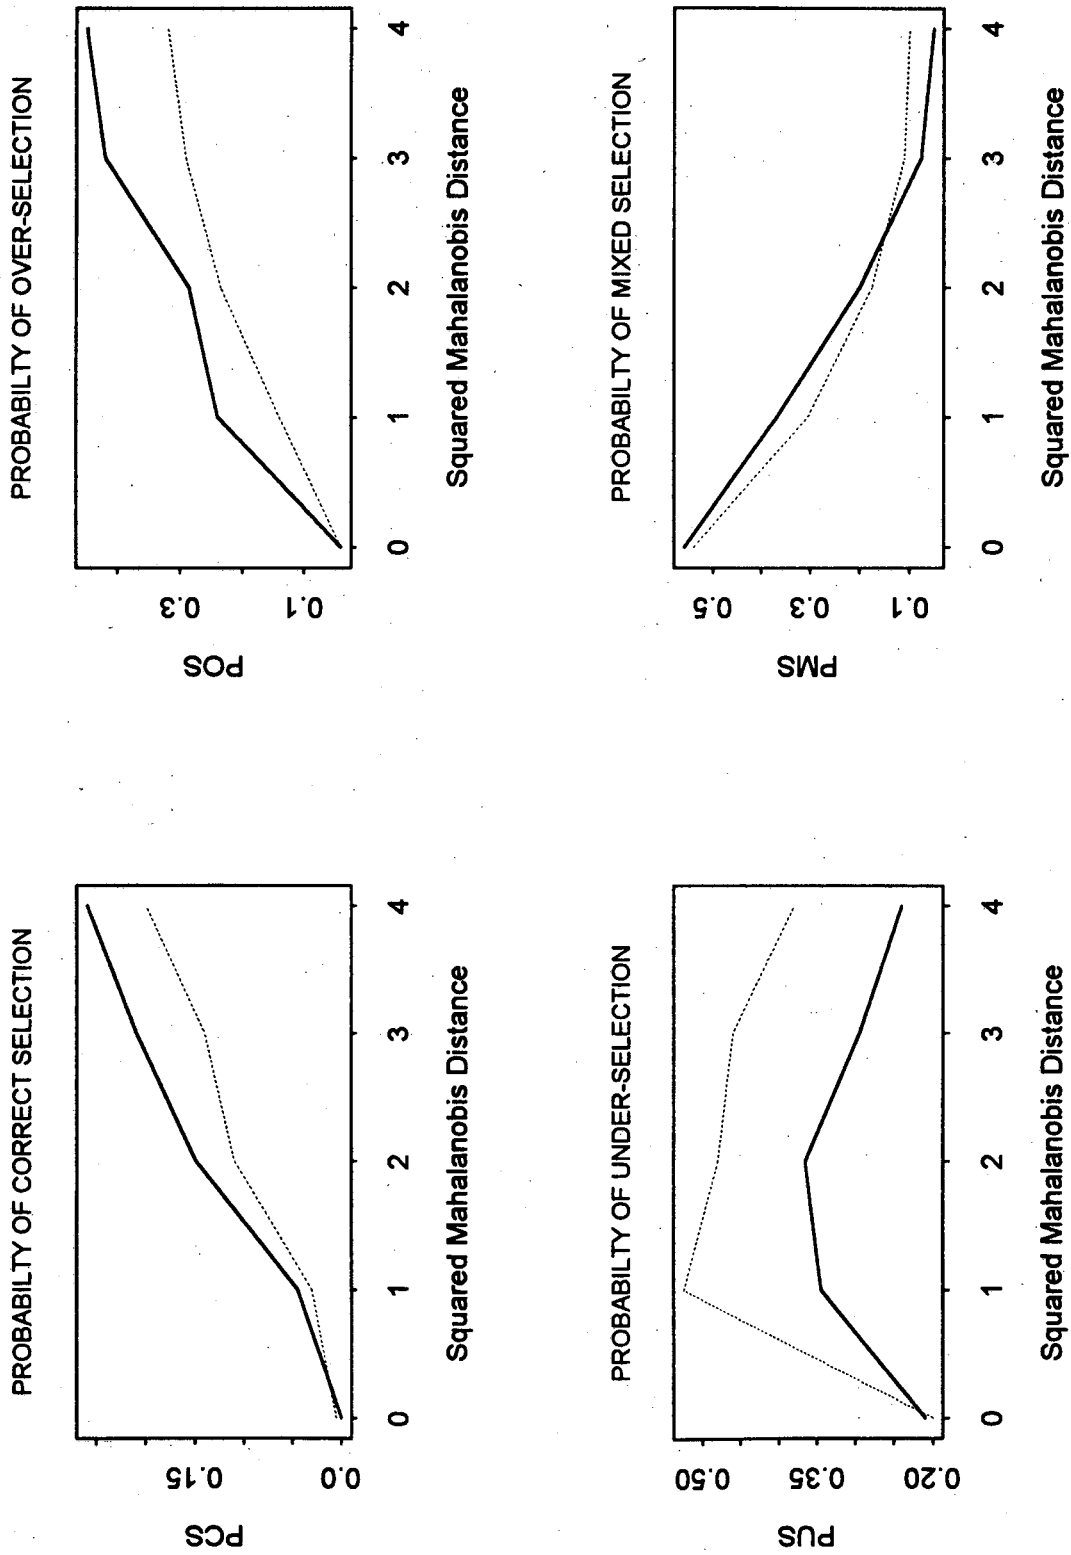 PROBABILTY OF CORRECT SELECTION
PCS
0.15
0.0
0 1 2 3 4
Squared Mahalanobis Distance
PROBABILTY OF OVER-SELECTION
POS
0.3
0.1
0 1 2 3 4
Squared Mahalanobis Distance
PROBABILTY OF UNDER-SELECTION
PUS
0.50
0.35
0.20
0 1 2 3 4
Squared Mahalanobis Distance
PROBABILTY OF MIXED SELECTION
PMS
0.5
0.3
0.1
0 1 2 3 4
Squared Mahalanobis Distance